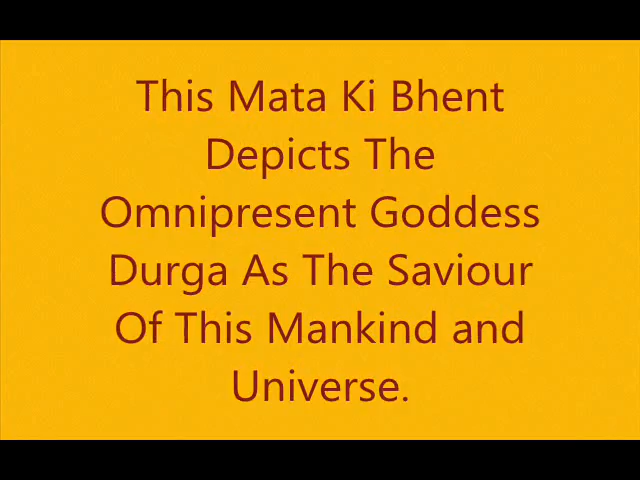 This Mata Ki Bhent
Depicts The
Omnipresent Goddess
Durga As The Saviour
Of This Mankind and
Universe.